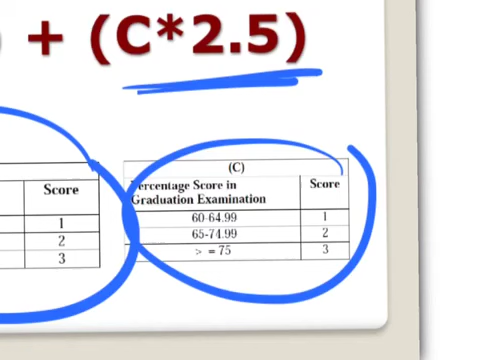 ) + (C*2.5)
Score
1
2
3
(C)
Percentage Score in Graduation Examination
Score
60-64.99 1
65-74.99 2
> = 75 3